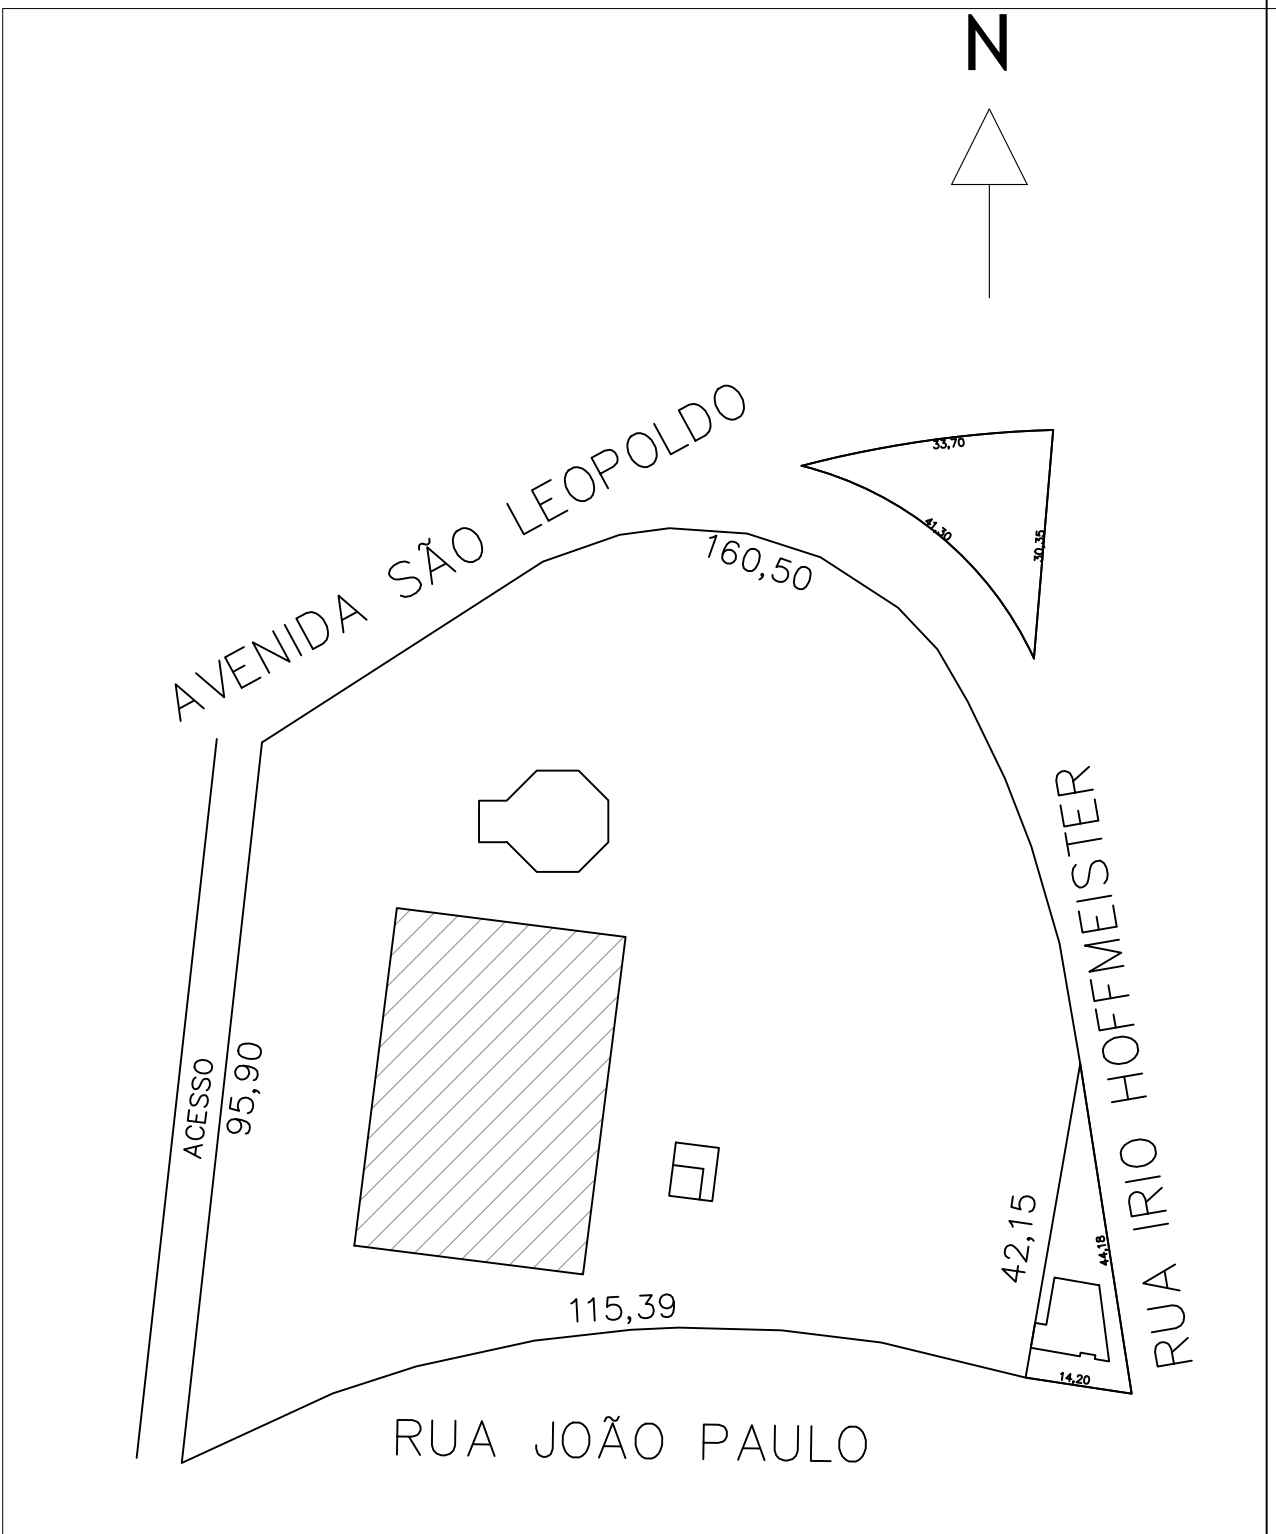 N
AVENIDA SÃO LEOPOLDO
33,70
41,30
30,35
160,50
RUA IRIO HOFFMEISTER
ACESSO
95,90
42,15
44,18
115,39
14,20
RUA JOÃO PAULO